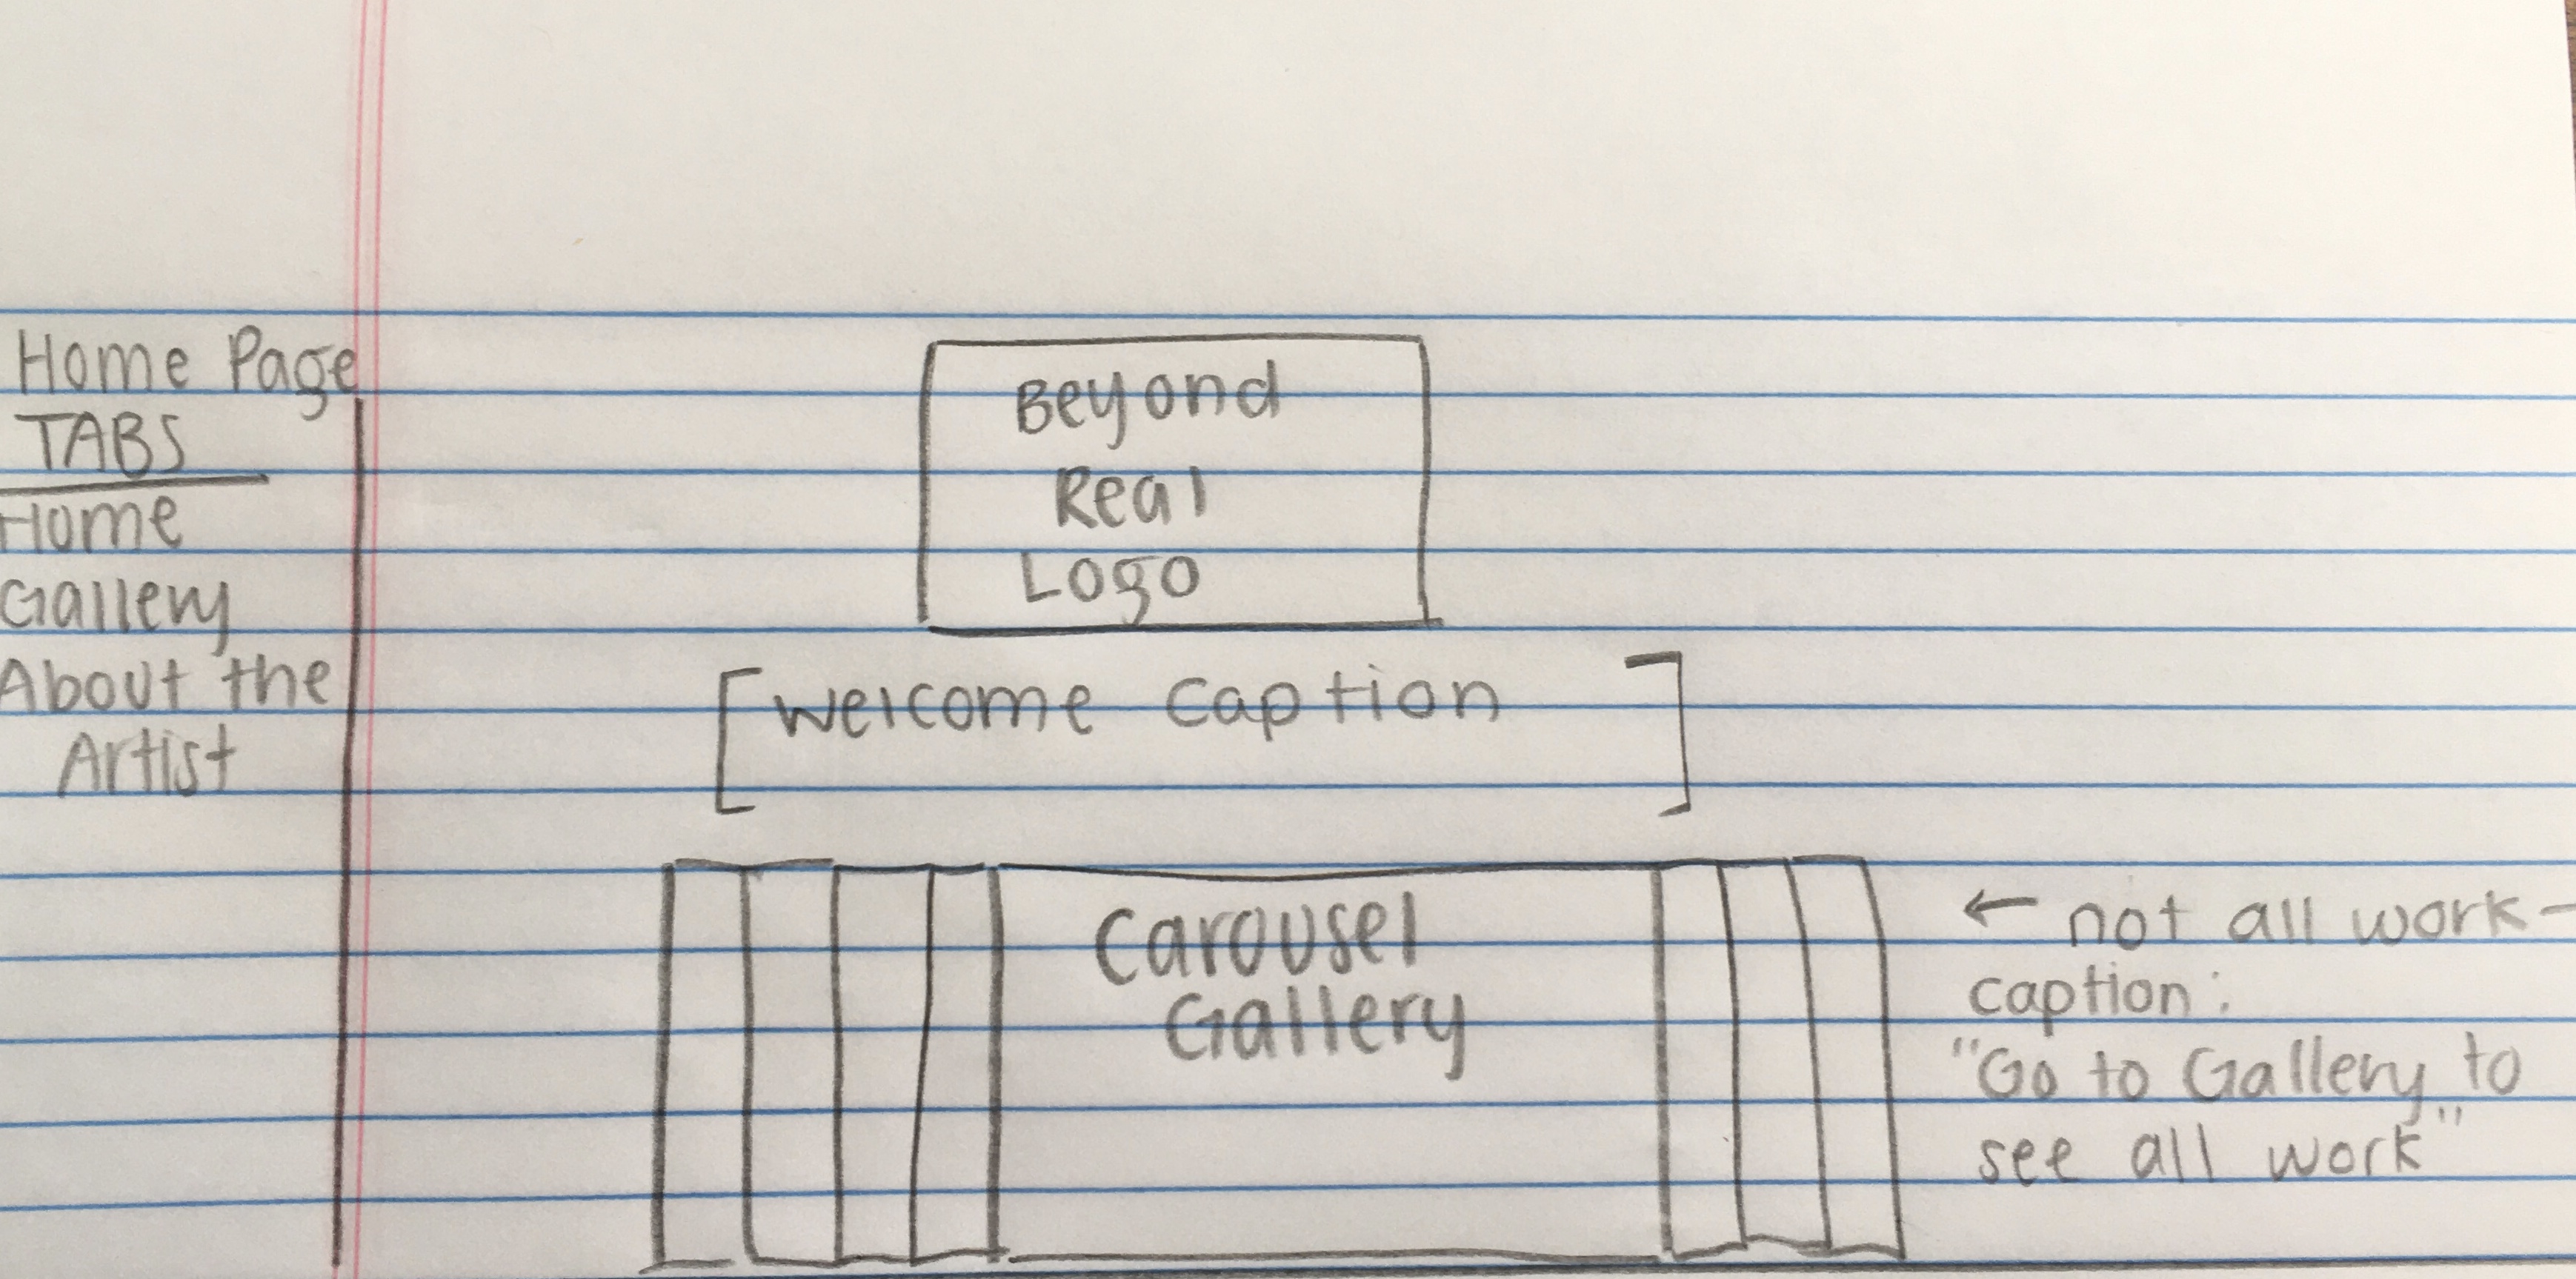 Home Page
TABS
Home
Gallery
About the
Artist
Beyond
Real
Logo
[welcome caption]
Carousel
Gallery
← not all work -
caption:
"Go to Gallery to
see all work"